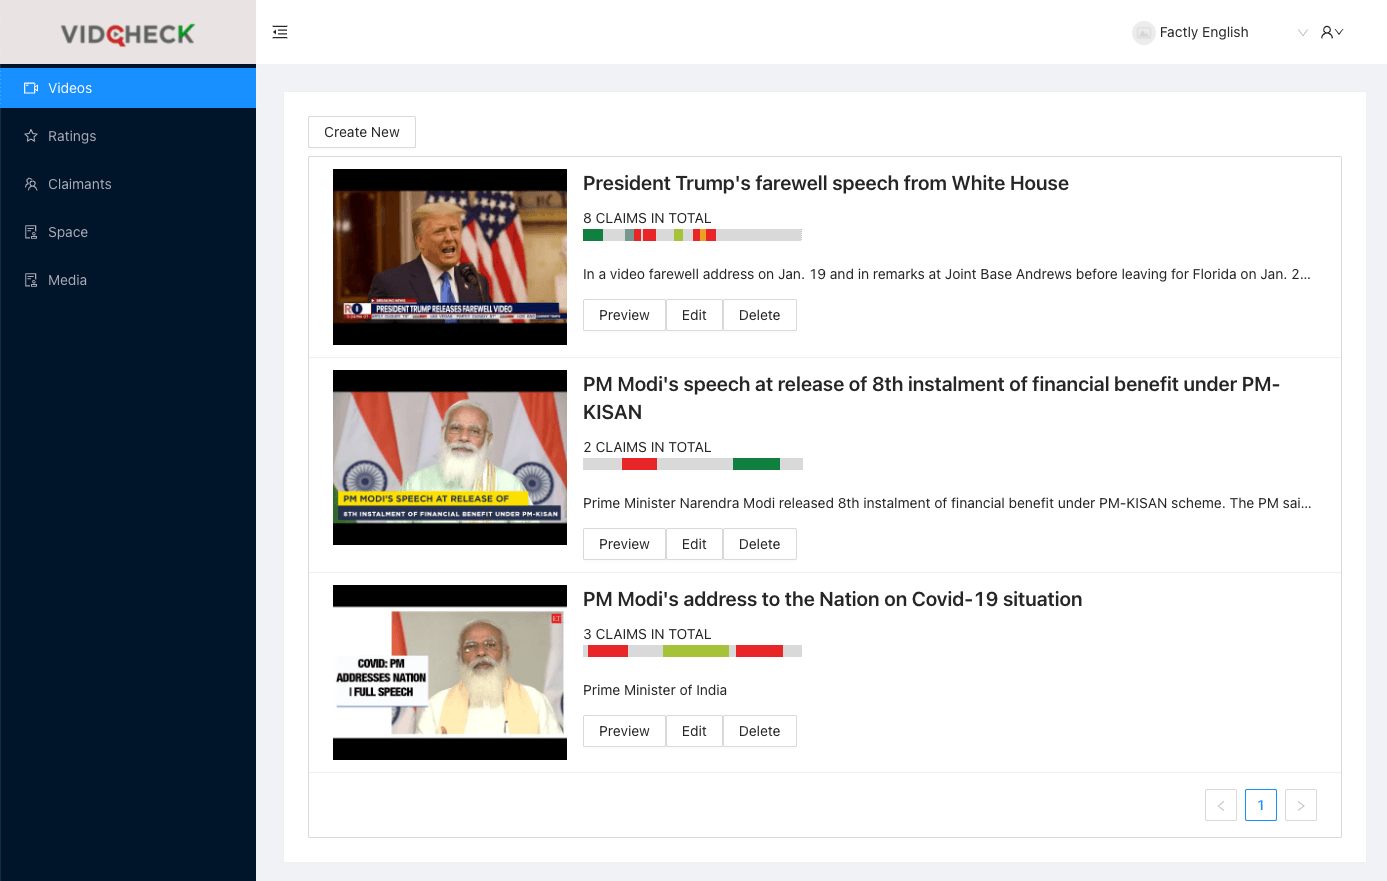 VIDCHECK
Factly English
Videos
Ratings
Claimants
Space
Media
Create New
President Trump's farewell speech from White House
8 CLAIMS IN TOTAL
In a video farewell address on Jan. 19 and in remarks at Joint Base Andrews before leaving for Florida on Jan. 2...
Preview Edit Delete
BREAKING NEWS
PRESIDENT TRUMP RELEASES FAREWELL VIDEO
PM Modi's speech at release of 8th instalment of financial benefit under PM-
KISAN
2 CLAIMS IN TOTAL
Prime Minister Narendra Modi released 8th instalment of financial benefit under PM-KISAN scheme. The PM sai...
Preview Edit Delete
PM MODI'S SPEECH AT RELEASE OF
8TH INSTALMENT OF FINANCIAL BENEFIT UNDER PM-KISAN
PM Modi's address to the Nation on Covid-19 situation
3 CLAIMS IN TOTAL
Prime Minister of India
Preview Edit Delete
ET
COVID: PM
ADDRESSES NATION
| FULL SPEECH
< 1 >